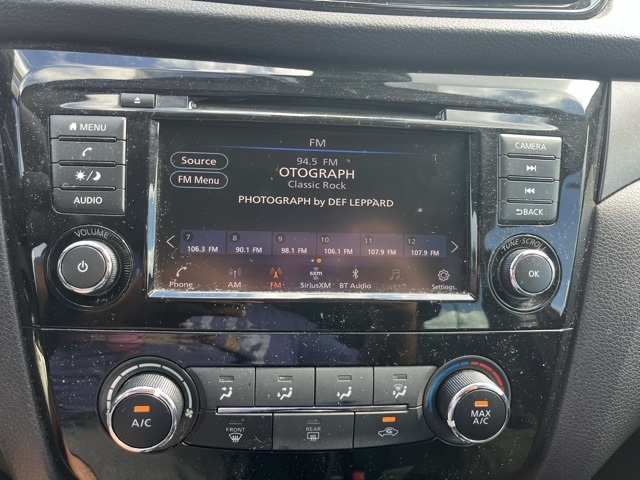 MENU
AUDIO
VOLUME
FM
Source
FM Menu
94.5 FM
OTOGRAPH
Classic Rock
PHOTOGRAPH by DEF LEPPARD
7 8 9 10 11 12
106.3 FM 90.1 FM 98.1 FM 106.1 FM 107.9 FM 107.9 FM
sxm
Phone AM FM SiriusXM BT Audio Settings
CAMERA
BACK
TUNE·SCROLL
OK
A/C
FRONT
REAR
MAX
A/C